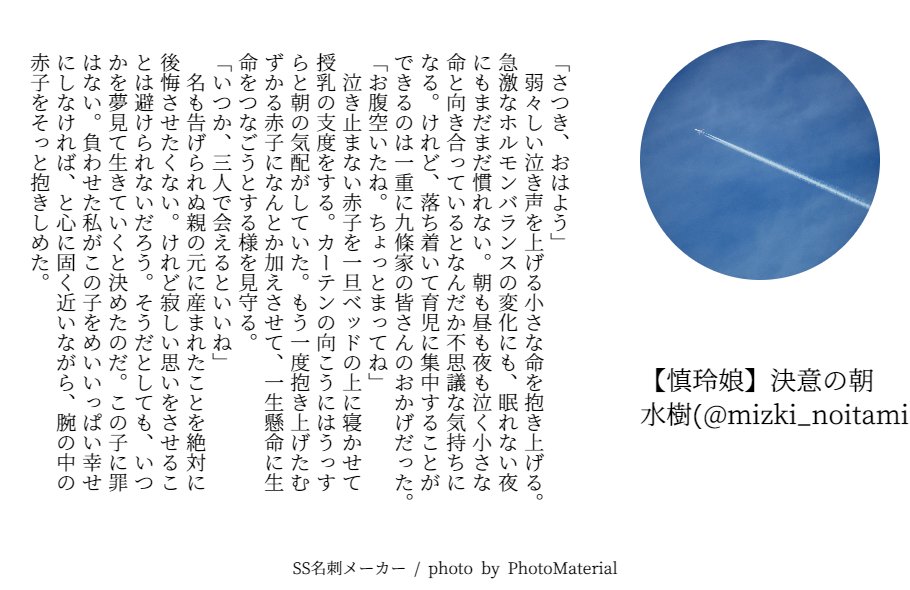 「さつき、おはよう」
　弱々しい泣き声を上げる小さな命を抱き上げる。
急激なホルモンバランスの変化にも、眠れない夜
にもまだまだ慣れない。朝も昼も夜も泣く小さな
命と向き合っているとなんだか不思議な気持ちに
なる。けれど、落ち着いて育児に集中することが
できるのは一重に九條家の皆さんのおかげだった。
「お腹空いたね。ちょっとまってね」
　泣き止まない赤子を一旦ベッドの上に寝かせて
授乳の支度をする。カーテンの向こうにはうっす
らと朝の気配がしていた。もう一度抱き上げたむ
ずかる赤子になんとか加えさせて、一生懸命に生
命をつなごうとする様を見守る。
「いつか、三人で会えるといいね」
　名も告げられぬ親の元に産まれたことを絶対に
後悔させたくない。けれど寂しい思いをさせるこ
とは避けられないだろう。そうだとしても、いつ
かを夢見て生きていくと決めたのだ。この子に罪
はない。負わせた私がこの子をめいいっぱい幸せ
にしなければ、と心に固く近いながら、腕の中の
赤子をそっと抱きしめた。
【慎玲娘】決意の朝
水樹(@mizki_noitami
SS名刺メーカー / photo by PhotoMaterial